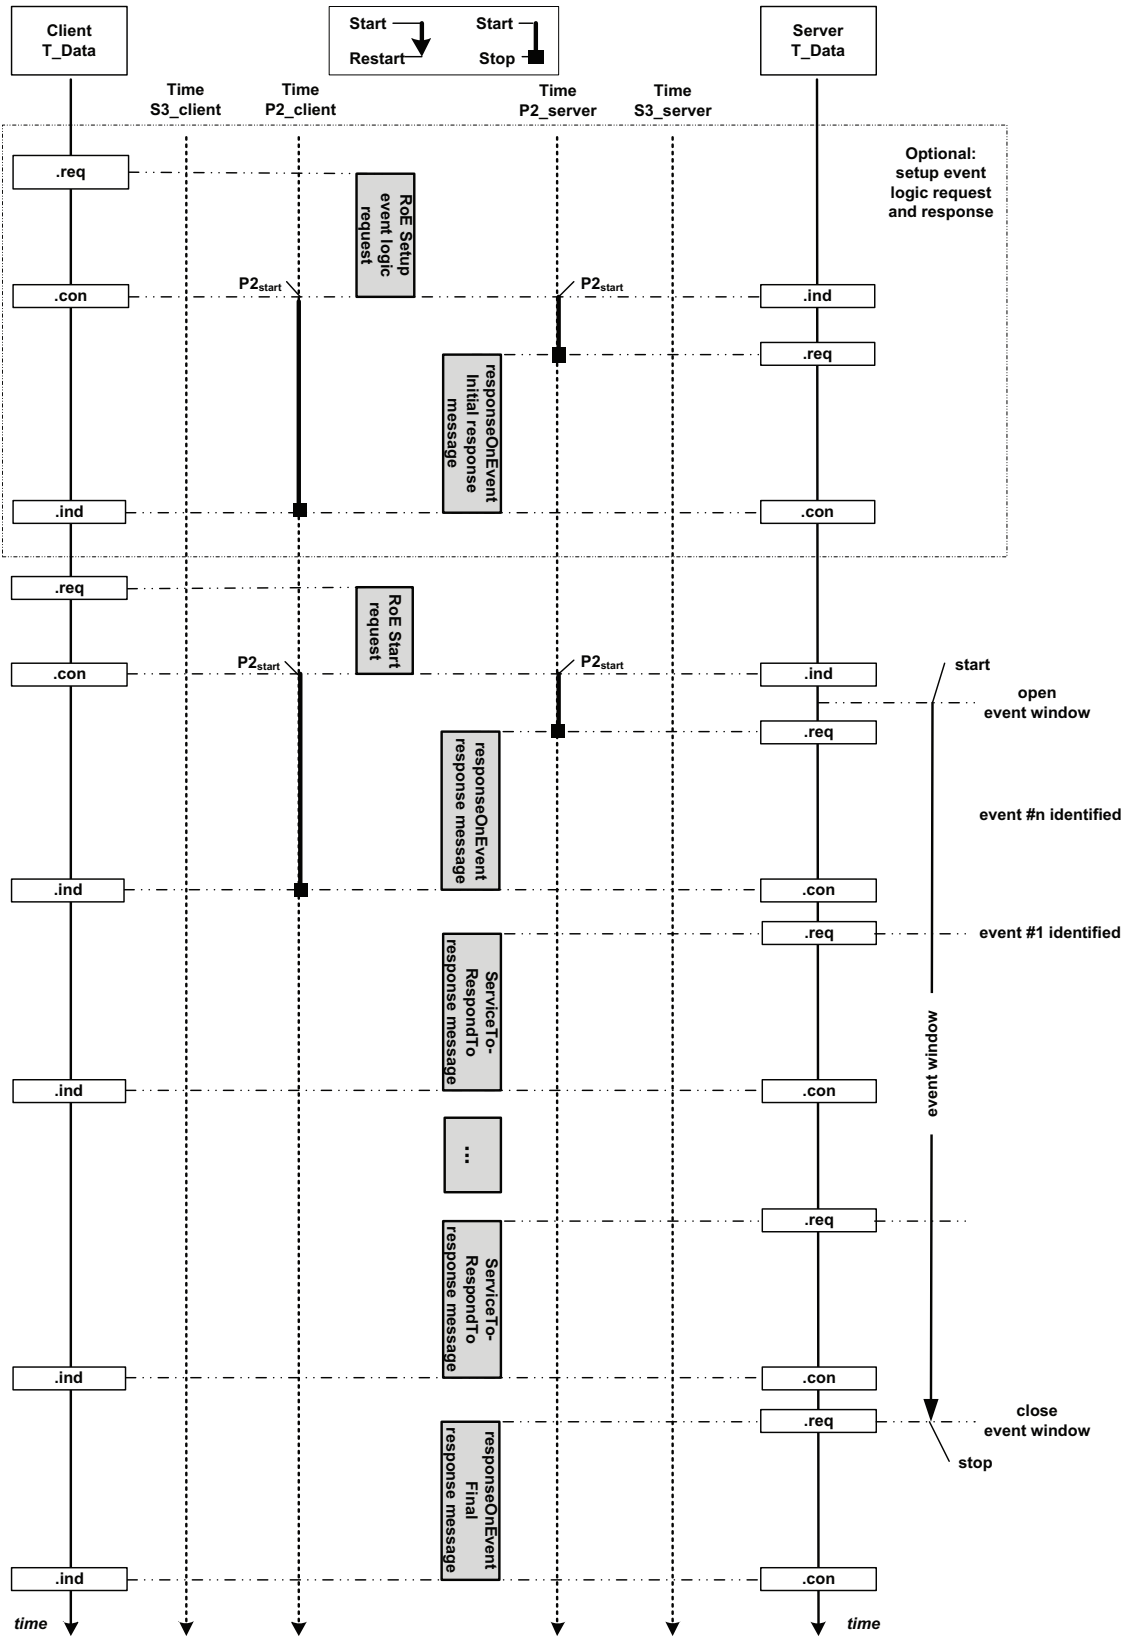 Client
T_Data
Start
Restart
Start
Stop
Server
T_Data
Time
S3_client
Time
P2_client
Time
P2_server
Time
S3_server
Optional:
setup event
logic request
and response
.req
RoE Setup
event logic
request
.con
P2start
P2start
.ind
.req
responseOnEvent
Initial response
message
.ind
.con
.req
RoE Start
request
.con
P2start
P2start
.ind
start
open
event window
.req
responseOnEvent
response message
event #n identified
.ind
.con
.req
event #1 identified
ServiceTo-
RespondTo
response message
event window
.ind
.con
...
.req
ServiceTo-
RespondTo
response message
.ind
.con
.req
close
event window
stop
responseOnEvent
Final
response message
.ind
.con
time
time